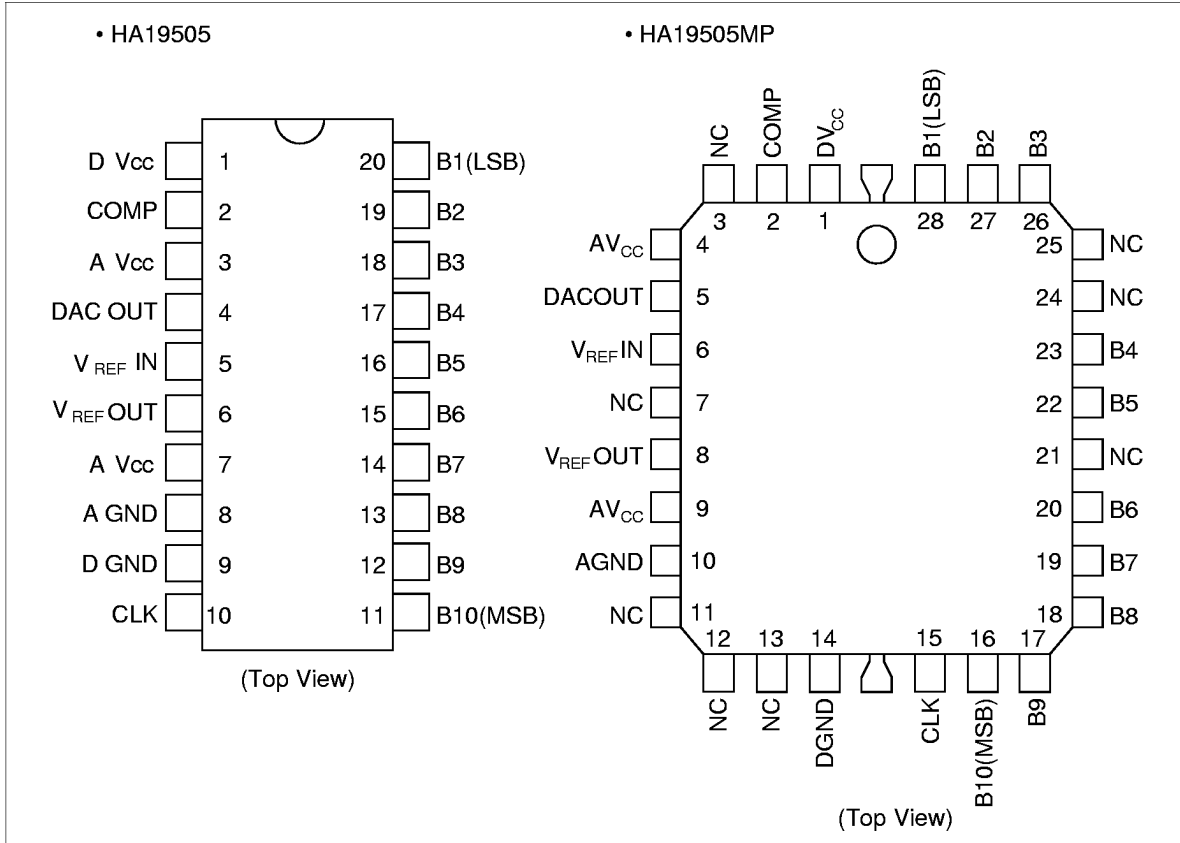 • HA19505
D Vcc 1 20 B1(LSB)
COMP 2 19 B2
A Vcc 3 18 B3
DAC OUT 4 17 B4
V REF IN 5 16 B5
V REF OUT 6 15 B6
A Vcc 7 14 B7
A GND 8 13 B8
D GND 9 12 B9
CLK 10 11 B10(MSB)
(Top View)
• HA19505MP
NC COMP DVCC B1(LSB) B2 B3
3 2 1 28 27 26
AVCC 4 25 NC
DACOUT 5 24 NC
VREF IN 6 23 B4
NC 7 22 B5
VREF OUT 8 21 NC
AVCC 9 20 B6
AGND 10 19 B7
NC 11 18 B8
12 13 14 15 16 17
NC NC DGND CLK B10(MSB) B9
(Top View)